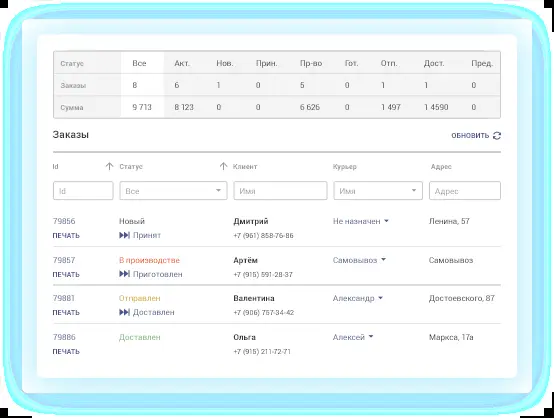 Статус Все Акт. Нов. Прин. Пр-во Гот. Отп. Дост. Пред.
Заказы 8 6 1 0 5 0 1 1 0
Сумма 9 713 8 123 0 0 6 626 0 1 497 1 4590 0
Заказы ОБНОВИТЬ
Id Статус Клиент Курьер Адрес
Id Все Имя Имя Адрес
79856 Новый Дмитрий Не назначен Ленина, 57
ПЕЧАТЬ Принят +7 (961) 858-76-86
79857 В производстве Артём Самовывоз Самовывоз
ПЕЧАТЬ Приготовлен +7 (915) 591-28-37
79881 Отправлен Валентина Александр Достоевского, 87
ПЕЧАТЬ Доставлен +7 (906) 757-34-42
79886 Доставлен Ольга Алексей Маркса, 17а
ПЕЧАТЬ +7 (915) 211-72-71